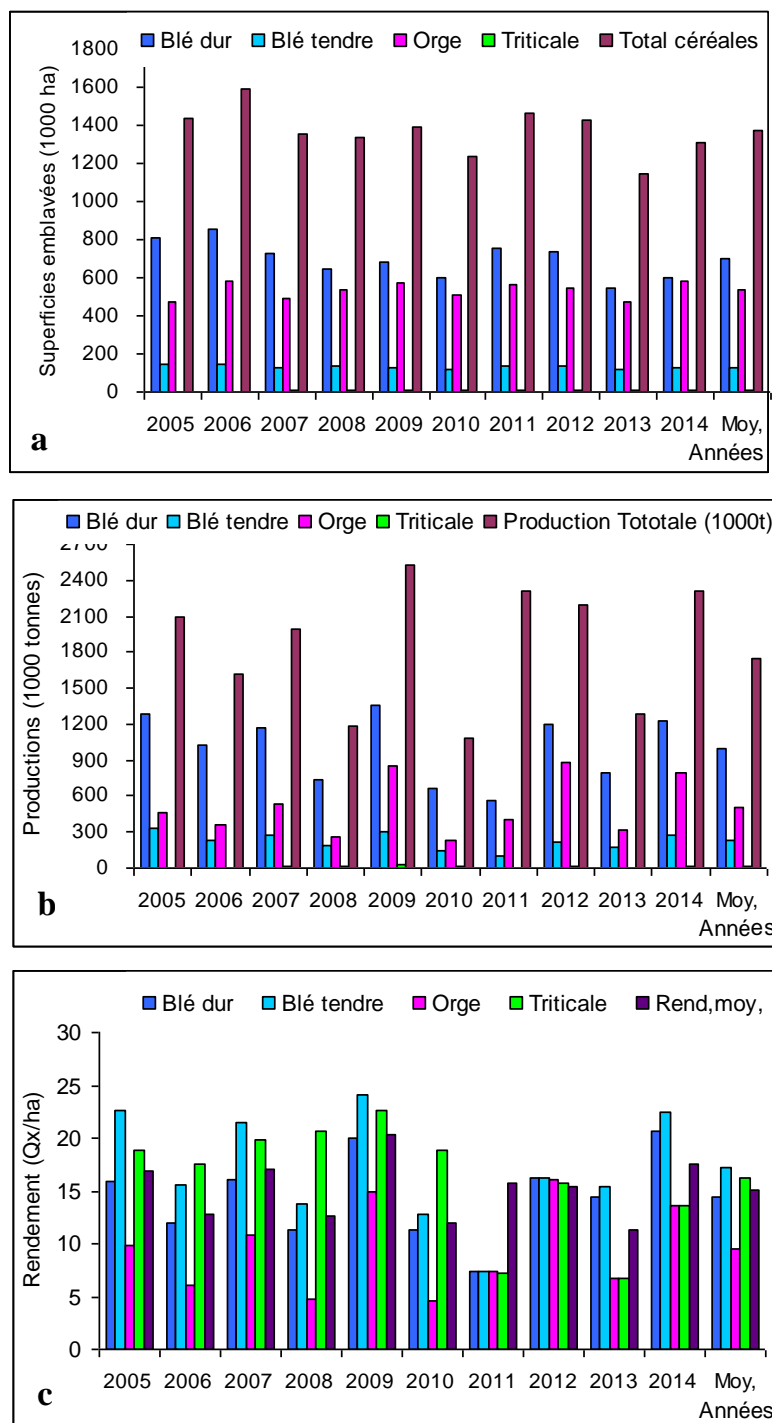 Blé dur Blé tendre Orge Triticale Total céréales
1800
1600
1400
1200
1000
800
600
400
200
0
Superficies emblavées (1000 ha)
2005 2006 2007 2008 2009 2010 2011 2012 2013 2014 Moy,
Années
a
Blé dur Blé tendre Orge Triticale Production Tototale (1000t)
2700
2400
2100
1800
1500
1200
900
600
300
0
Productions (1000 tonnes)
2005 2006 2007 2008 2009 2010 2011 2012 2013 2014 Moy,
Années
b
Blé dur Blé tendre Orge Triticale Rend,moy,
30
25
20
15
10
5
0
Rendement (Qx/ha)
2005 2006 2007 2008 2009 2010 2011 2012 2013 2014 Moy,
Années
c